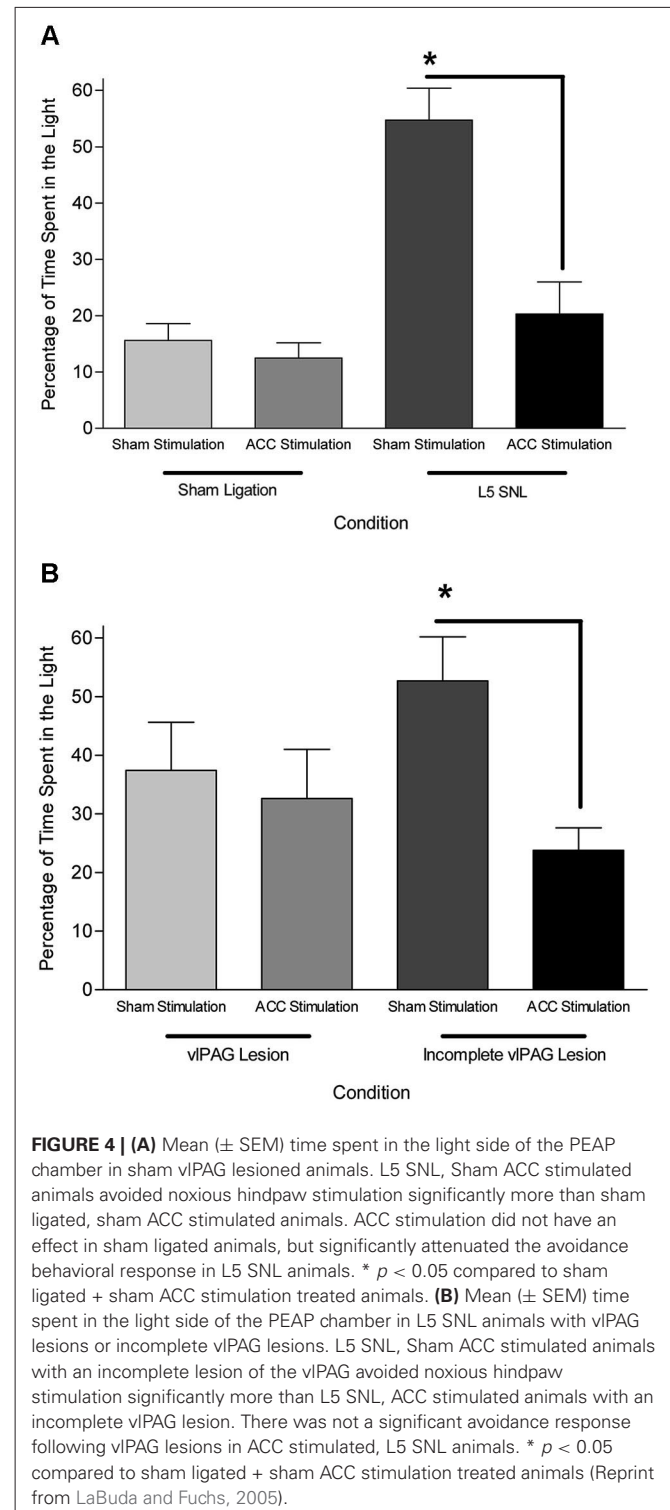 A
*
Percentage of Time Spent in the Light
60
50
40
30
20
10
0
Sham Stimulation ACC Stimulation Sham Stimulation ACC Stimulation
Sham Ligation L5 SNL
Condition
B
*
Percentage of Time Spent in the Light
60
50
40
30
20
10
0
Sham Stimulation ACC Stimulation Sham Stimulation ACC Stimulation
vlPAG Lesion Incomplete vlPAG Lesion
Condition
FIGURE 4 | (A) Mean (± SEM) time spent in the light side of the PEAP
chamber in sham vlPAG lesioned animals. L5 SNL, Sham ACC stimulated
animals avoided noxious hindpaw stimulation significantly more than sham
ligated, sham ACC stimulated animals. ACC stimulation did not have an
effect in sham ligated animals, but significantly attenuated the avoidance
behavioral response in L5 SNL animals. * p < 0.05 compared to sham
ligated + sham ACC stimulation treated animals. (B) Mean (± SEM) time
spent in the light side of the PEAP chamber in L5 SNL animals with vlPAG
lesions or incomplete vlPAG lesions. L5 SNL, Sham ACC stimulated animals
with an incomplete lesion of the vlPAG avoided noxious hindpaw
stimulation significantly more than L5 SNL, ACC stimulated animals with an
incomplete vlPAG lesion. There was not a significant avoidance response
following vlPAG lesions in ACC stimulated, L5 SNL animals. * p < 0.05
compared to sham ligated + sham ACC stimulation treated animals (Reprint
from LaBuda and Fuchs, 2005).